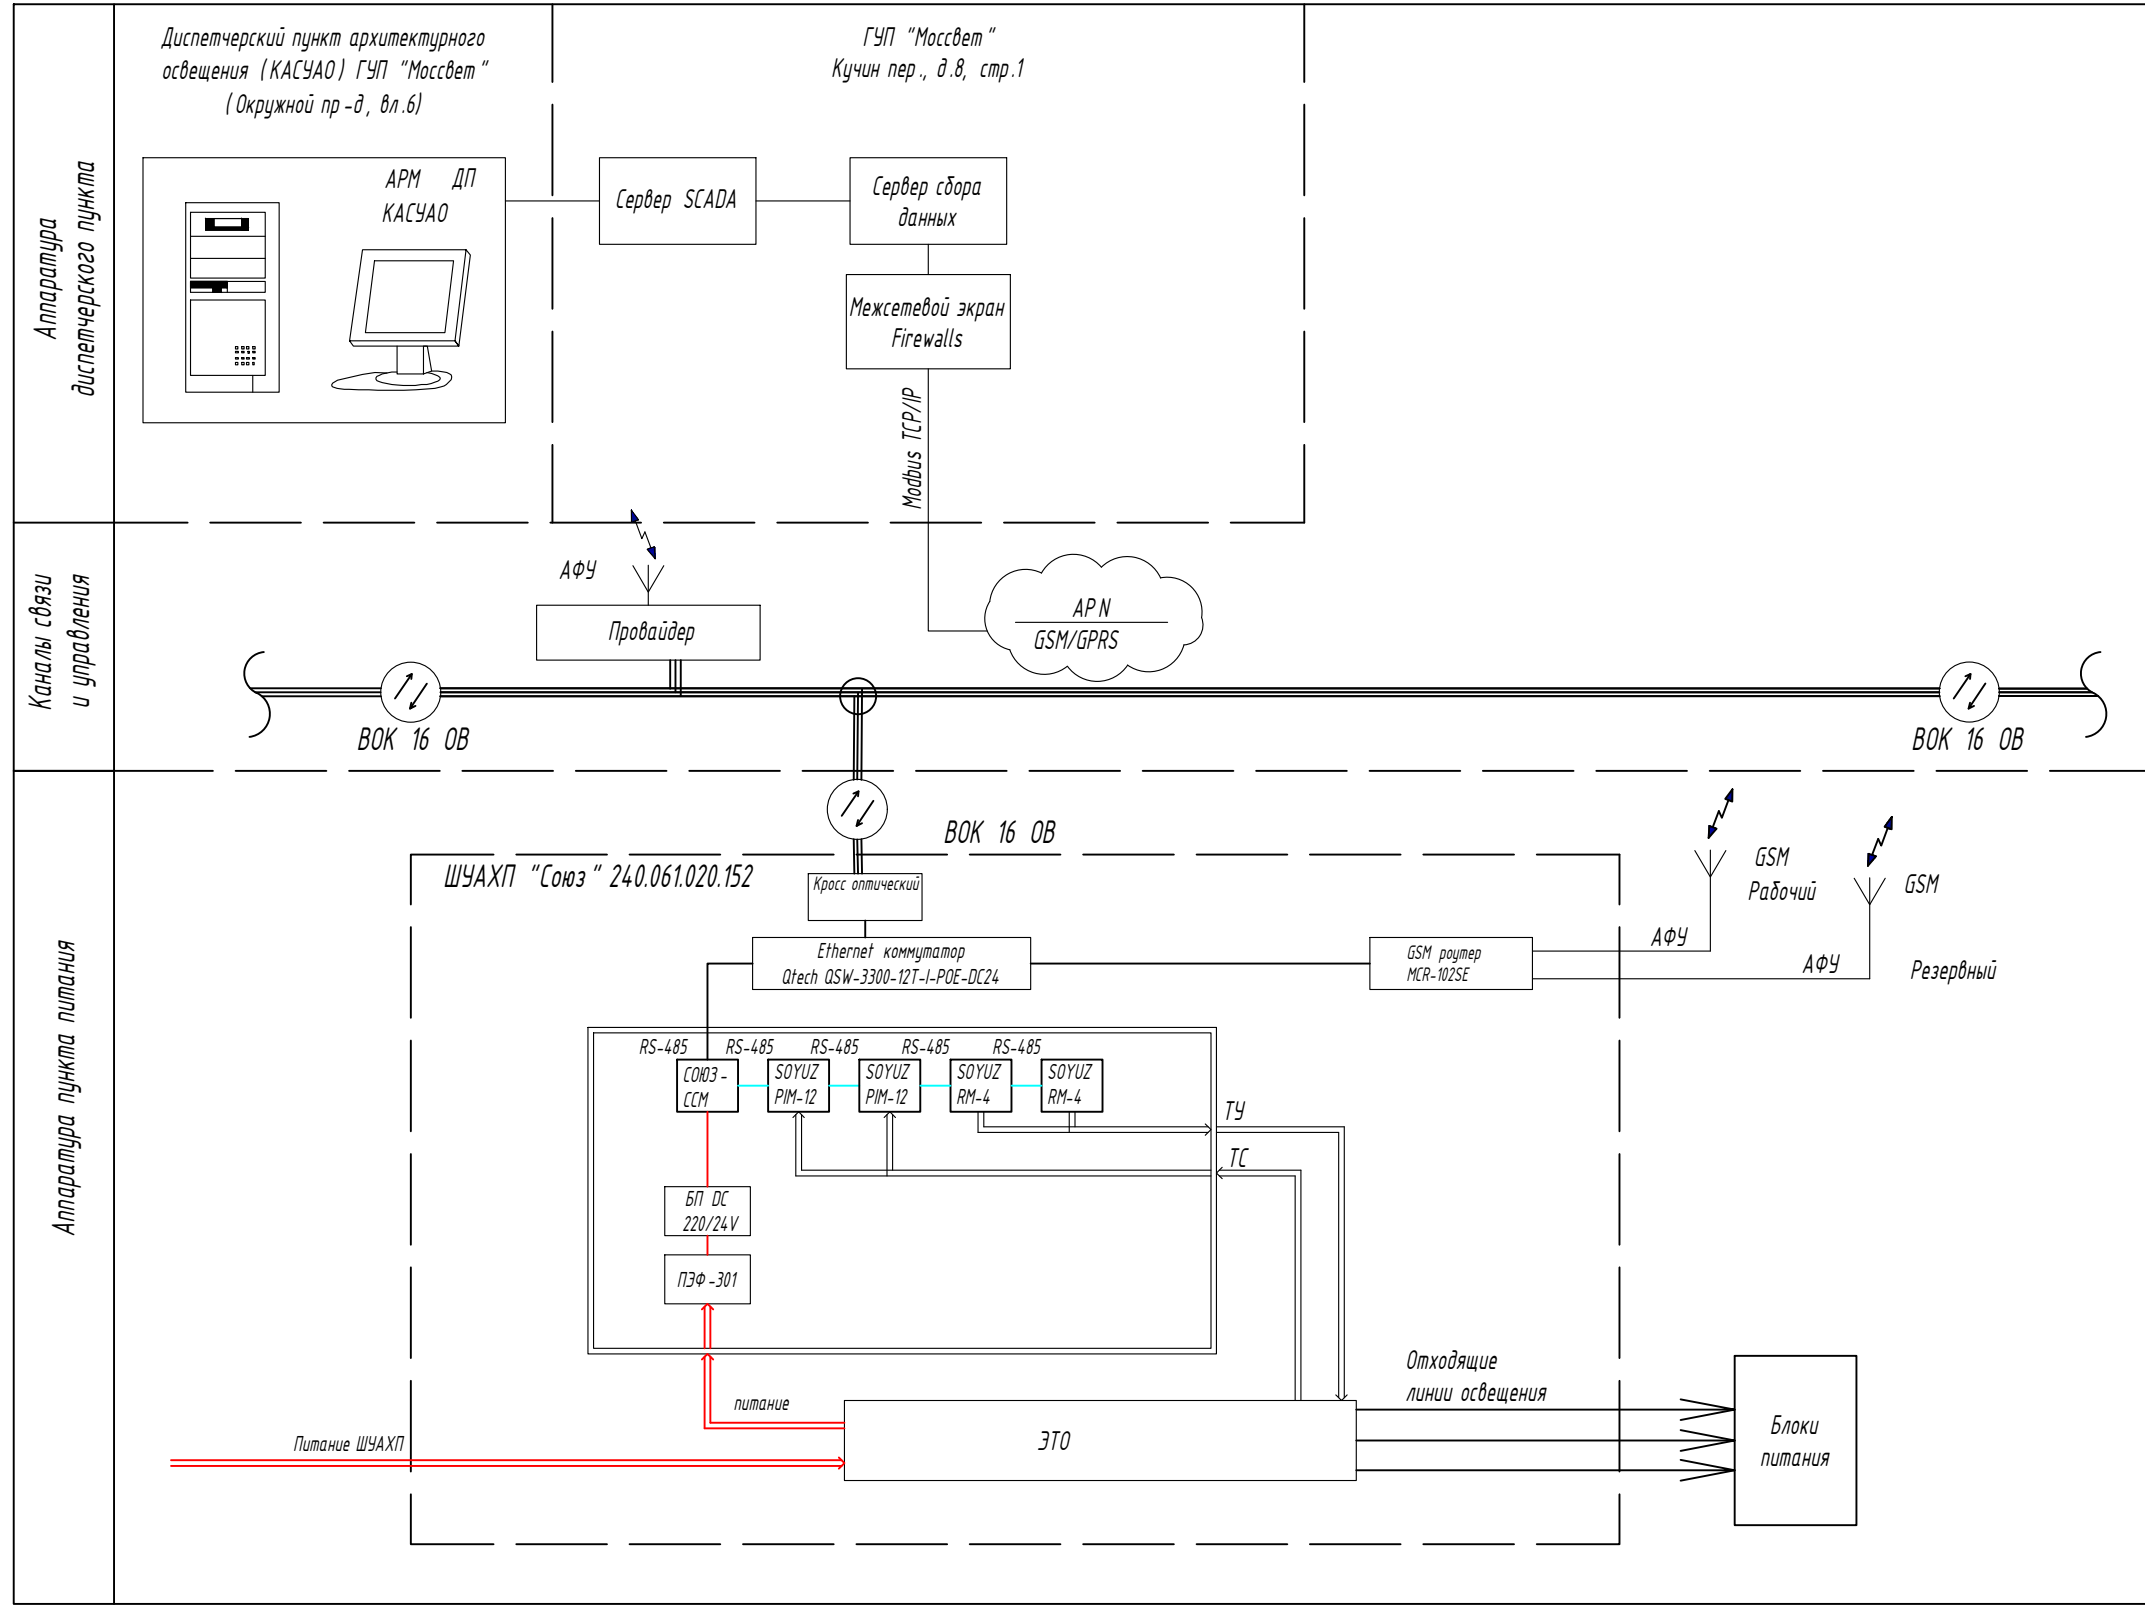 Аппаратура
диспетчерского пункта
Диспетчерский пункт архитектурного
освещения (КАСУАО) ГУП "Моссвет"
(Окружной пр-д, вл.6)
ГУП "Моссвет"
Кучин пер., д.8, стр.1
АРМ ДП
КАСУАО
Сервер SCADA
Сервер сбора
данных
Межсетевой экран
Firewalls
Modbus TCP/IP
Каналы связи
и управления
АФУ
Провайдер
APN
GSM/GPRS
ВОК 16 ОВ
ВОК 16 ОВ
Аппаратура пункта питания
ВОК 16 ОВ
ШУАХП "Союз" 240.061.020.152
Кросс оптический
Ethernet коммутатор
Qtech QSW-3300-12T-I-POE-DC24
GSM роутер
MCR-102SE
АФУ
GSM
Рабочий
АФУ
GSM
Резервный
RS-485
RS-485
RS-485
RS-485
RS-485
СОЮЗ-
ССМ
SOYUZ
PIM-12
SOYUZ
PIM-12
SOYUZ
RM-4
SOYUZ
RM-4
ТУ
ТС
БП DC
220/24V
ПЭФ-301
питание
Питание ШУАХП
ЭТО
Отходящие
линии освещения
Блоки
питания